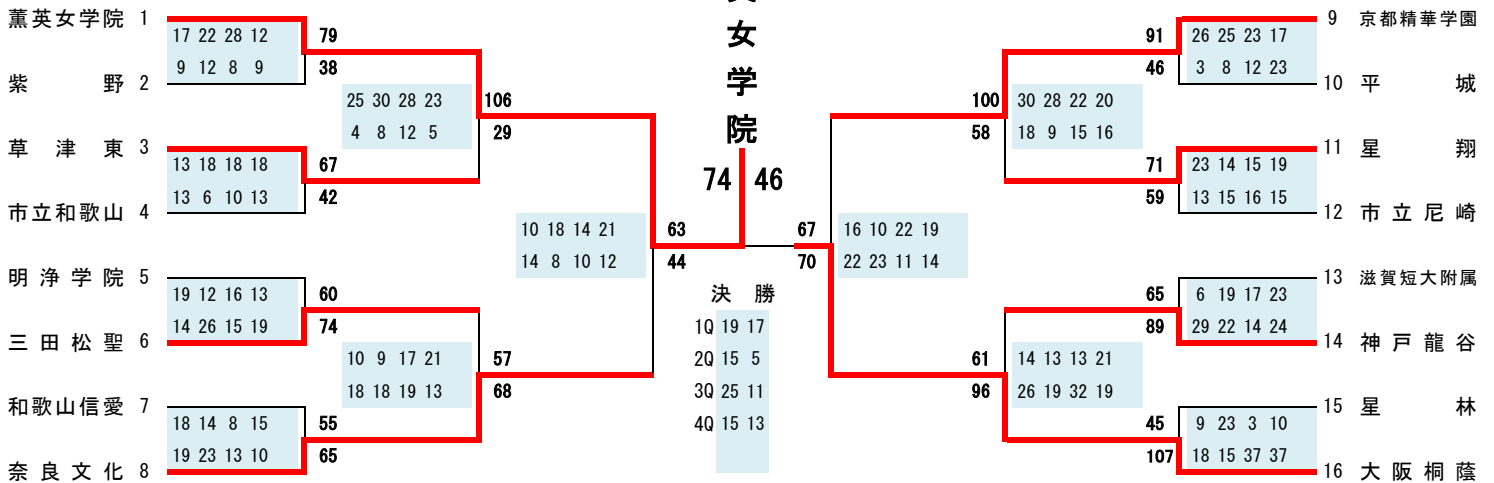 薫英女学院 1
17 22 28 12
9 12 8 9
79
38
紫野 2
25 30 28 23
4 8 12 5
106
29
草津東 3
13 18 18 18
13 6 10 13
67
42
市立和歌山 4
10 18 14 21
14 8 10 12
63
44
明浄学院 5
19 12 16 13
14 26 15 19
60
74
三田松聖 6
10 9 17 21
18 18 19 13
57
68
和歌山信愛 7
18 14 8 15
19 23 13 10
55
65
奈良文化 8
女学院
74 46
決勝
1Q 19 17
2Q 15 5
3Q 25 11
4Q 15 13
9 京都精華学園
91
46
26 25 23 17
3 8 12 23
10 平城
100
58
30 28 22 20
18 9 15 16
11 星翔
71
59
23 14 15 19
13 15 16 15
12 市立尼崎
67
70
16 10 22 19
22 23 11 14
13 滋賀短大附属
65
89
6 19 17 23
29 22 14 24
14 神戸龍谷
61
96
14 13 13 21
26 19 32 19
15 星林
45
107
9 23 3 10
18 15 37 37
16 大阪桐蔭